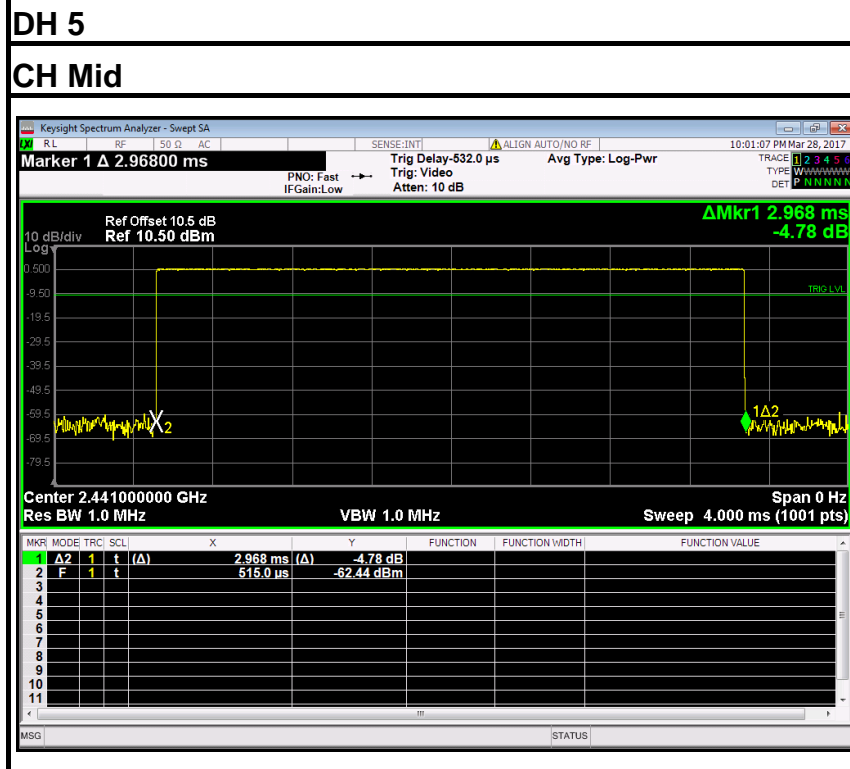 DH 5
CH Mid
Keysight Spectrum Analyzer - Swept SA
LXI RL RF 50 Ω AC SENSE:INT ALIGN AUTO/NO RF 10:01:07 PM Mar 28, 2017
Marker 1 Δ 2.96800 ms
Trig Delay-532.0 µs Avg Type: Log-Pwr TRACE 1 2 3 4 5 6
PNO: Fast Trig: Video TYPE WWWWWW
IFGain:Low Atten: 10 dB DET P N N N N N
ΔMkr1 2.968 ms
-4.78 dB
Ref Offset 10.5 dB
10 dB/div Ref 10.50 dBm
Log
0.500
-9.50
TRIG LVL
-19.5
-29.5
-39.5
-49.5
-59.5
1Δ2
2
-69.5
-79.5
Center 2.441000000 GHz Span 0 Hz
Res BW 1.0 MHz VBW 1.0 MHz Sweep 4.000 ms (1001 pts)
MKR MODE TRC SCL X Y FUNCTION FUNCTION WIDTH FUNCTION VALUE
1 Δ2 1 t (Δ) 2.968 ms (Δ) -4.78 dB
2 F 1 t 515.0 µs -62.44 dBm
3
4
5
6
7
8
9
10
11
MSG STATUS